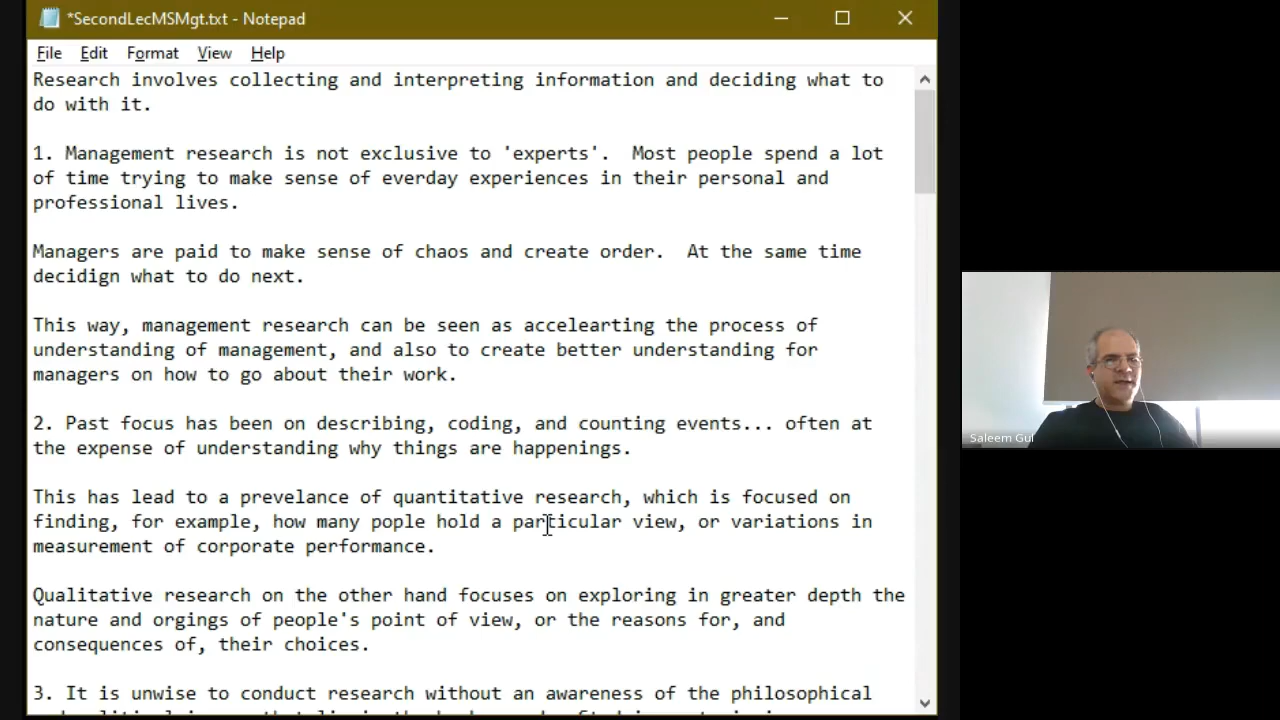 *SecondLecMSMgt.txt - Notepad
File Edit Format View Help
Research involves collecting and interpreting information and deciding what to
do with it.
1. Management research is not exclusive to 'experts'.  Most people spend a lot
of time trying to make sense of everday experiences in their personal and
professional lives.
Managers are paid to make sense of chaos and create order.  At the same time
decidign what to do next.
This way, management research can be seen as accelearting the process of
understanding of management, and also to create better understanding for
managers on how to go about their work.
2. Past focus has been on describing, coding, and counting events... often at
the expense of understanding why things are happenings.
This has lead to a prevelance of quantitative research, which is focused on
finding, for example, how many pople hold a particular view, or variations in
measurement of corporate performance.
Qualitative research on the other hand focuses on exploring in greater depth the
nature and orgings of people's point of view, or the reasons for, and
consequences of, their choices.
3. It is unwise to conduct research without an awareness of the philosophical
Saleem Gul